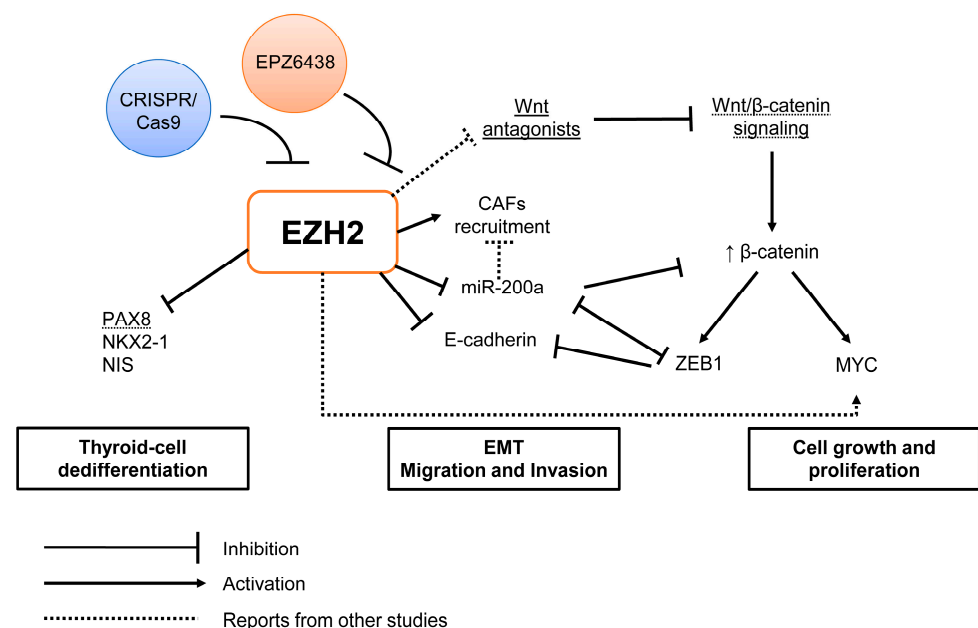 EPZ6438
CRISPR/
Cas9
Wnt
antagonists
Wnt/β-catenin
signaling
EZH2
CAFs
recruitment
↑ β-catenin
miR-200a
E-cadherin
PAX8
NKX2-1
NIS
ZEB1
MYC
Thyroid-cell
dedifferentiation
EMT
Migration and Invasion
Cell growth and
proliferation
Inhibition
Activation
Reports from other studies